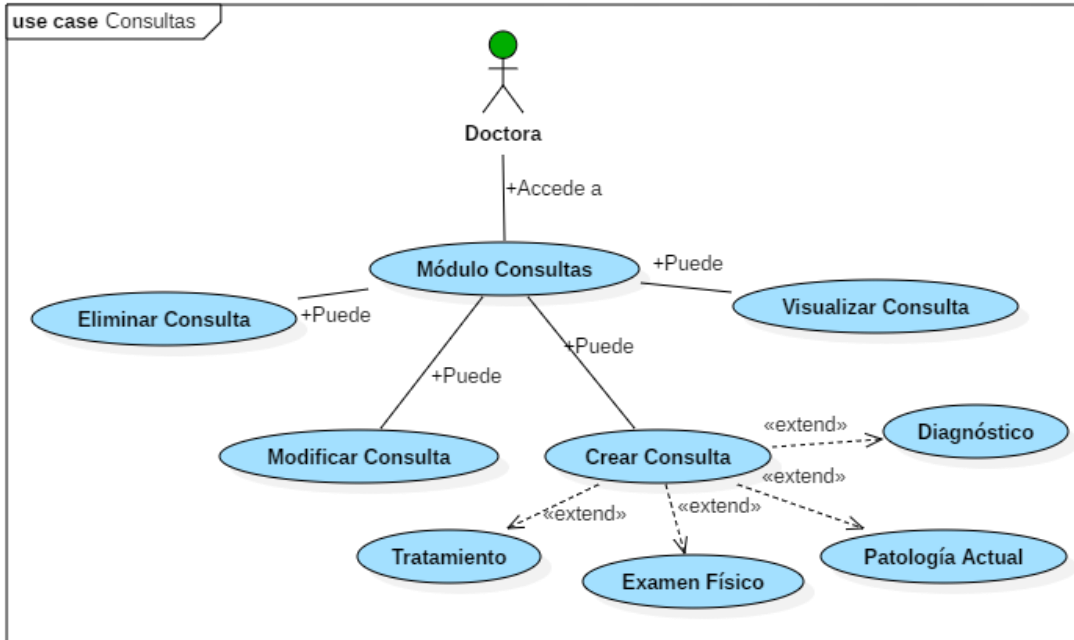 use case Consultas
Doctora
+Accede a
Módulo Consultas
+Puede
Visualizar Consulta
Eliminar Consulta
+Puede
+Puede
+Puede
Modificar Consulta
Crear Consulta
«extend»
Diagnóstico
«extend»
«extend»
«extend»
Tratamiento
Examen Físico
Patología Actual